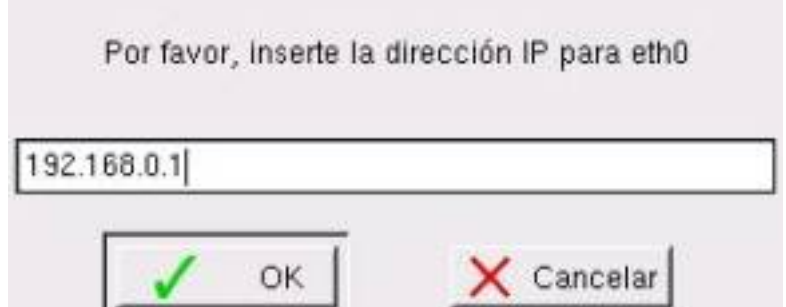 Por favor, inserte la dirección IP para eth0
192.168.0.1
OK
Cancelar